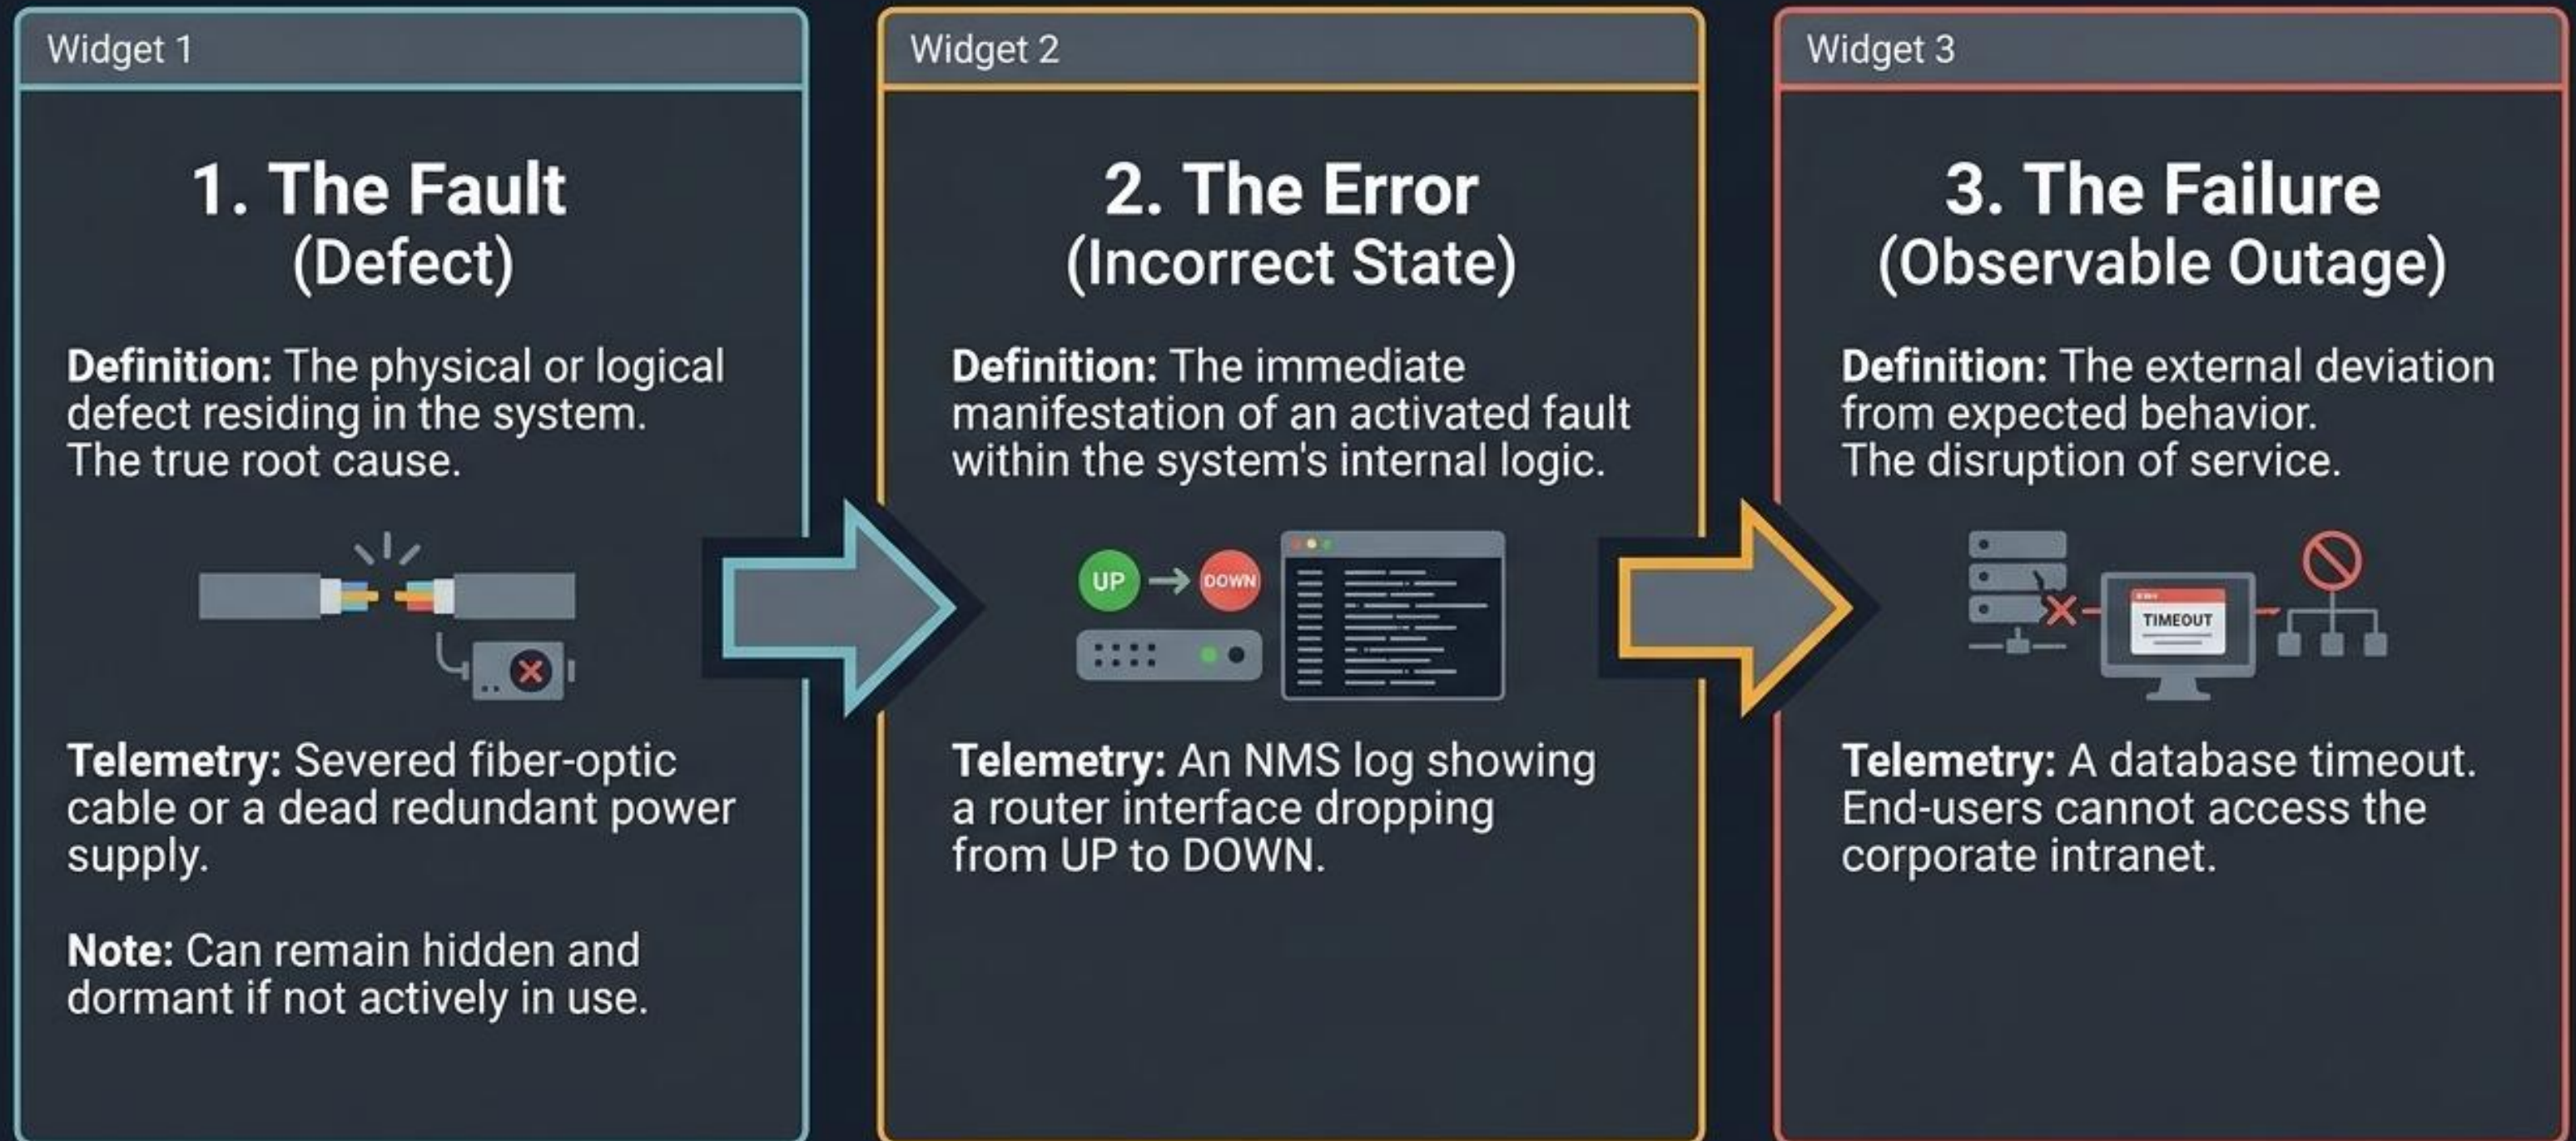 Widget 1
1. The Fault
(Defect)
Definition: The physical or logical
defect residing in the system.
The true root cause.
Telemetry: Severed fiber-optic
cable or a dead redundant power
supply.
Note: Can remain hidden and
dormant if not actively in use.
Widget 2
2. The Error
(Incorrect State)
Definition: The immediate
manifestation of an activated fault
within the system's internal logic.
UP
DOWN
Telemetry: An NMS log showing
a router interface dropping
from UP to DOWN.
Widget 3
3. The Failure
(Observable Outage)
Definition: The external deviation
from expected behavior.
The disruption of service.
TIMEOUT
Telemetry: A database timeout.
End-users cannot access the
corporate intranet.